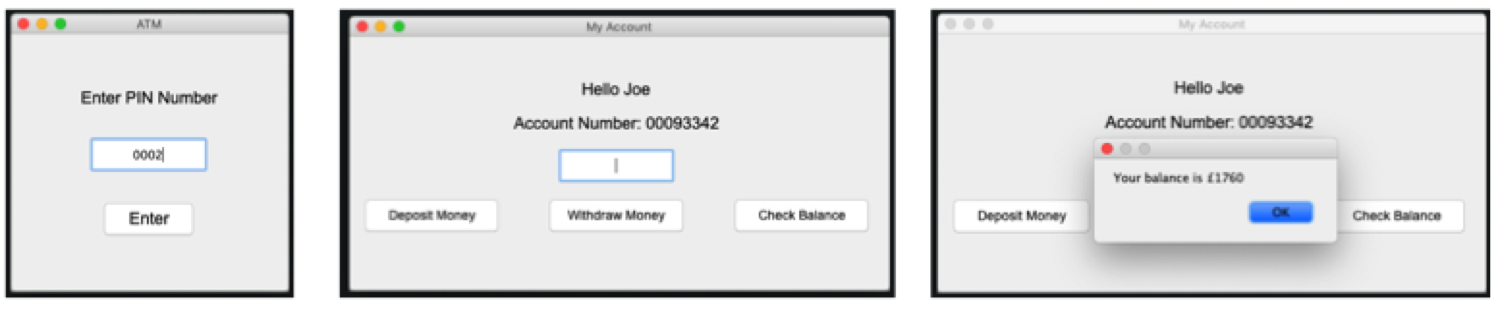 ATM
Enter PIN Number
0002
Enter
My Account
Hello Joe
Account Number: 00093342
Deposit Money
Withdraw Money
Check Balance
My Account
Hello Joe
Account Number: 00093342
Your balance is £1760
OK
Deposit Money
Check Balance